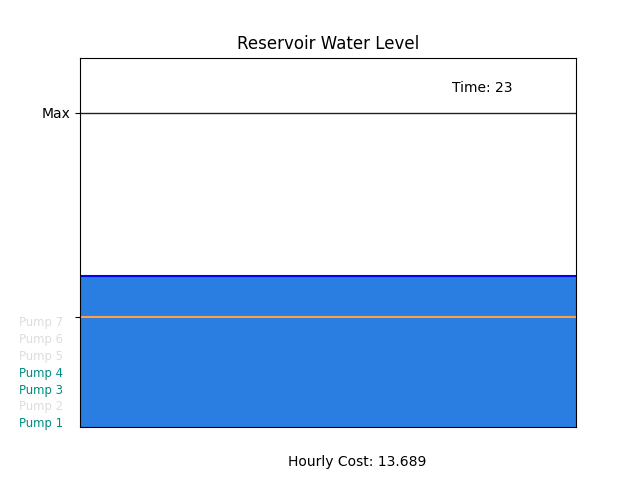 Reservoir Water Level
Time: 23
Max
Pump 7
Pump 6
Pump 5
Pump 4
Pump 3
Pump 2
Pump 1
Hourly Cost: 13.689